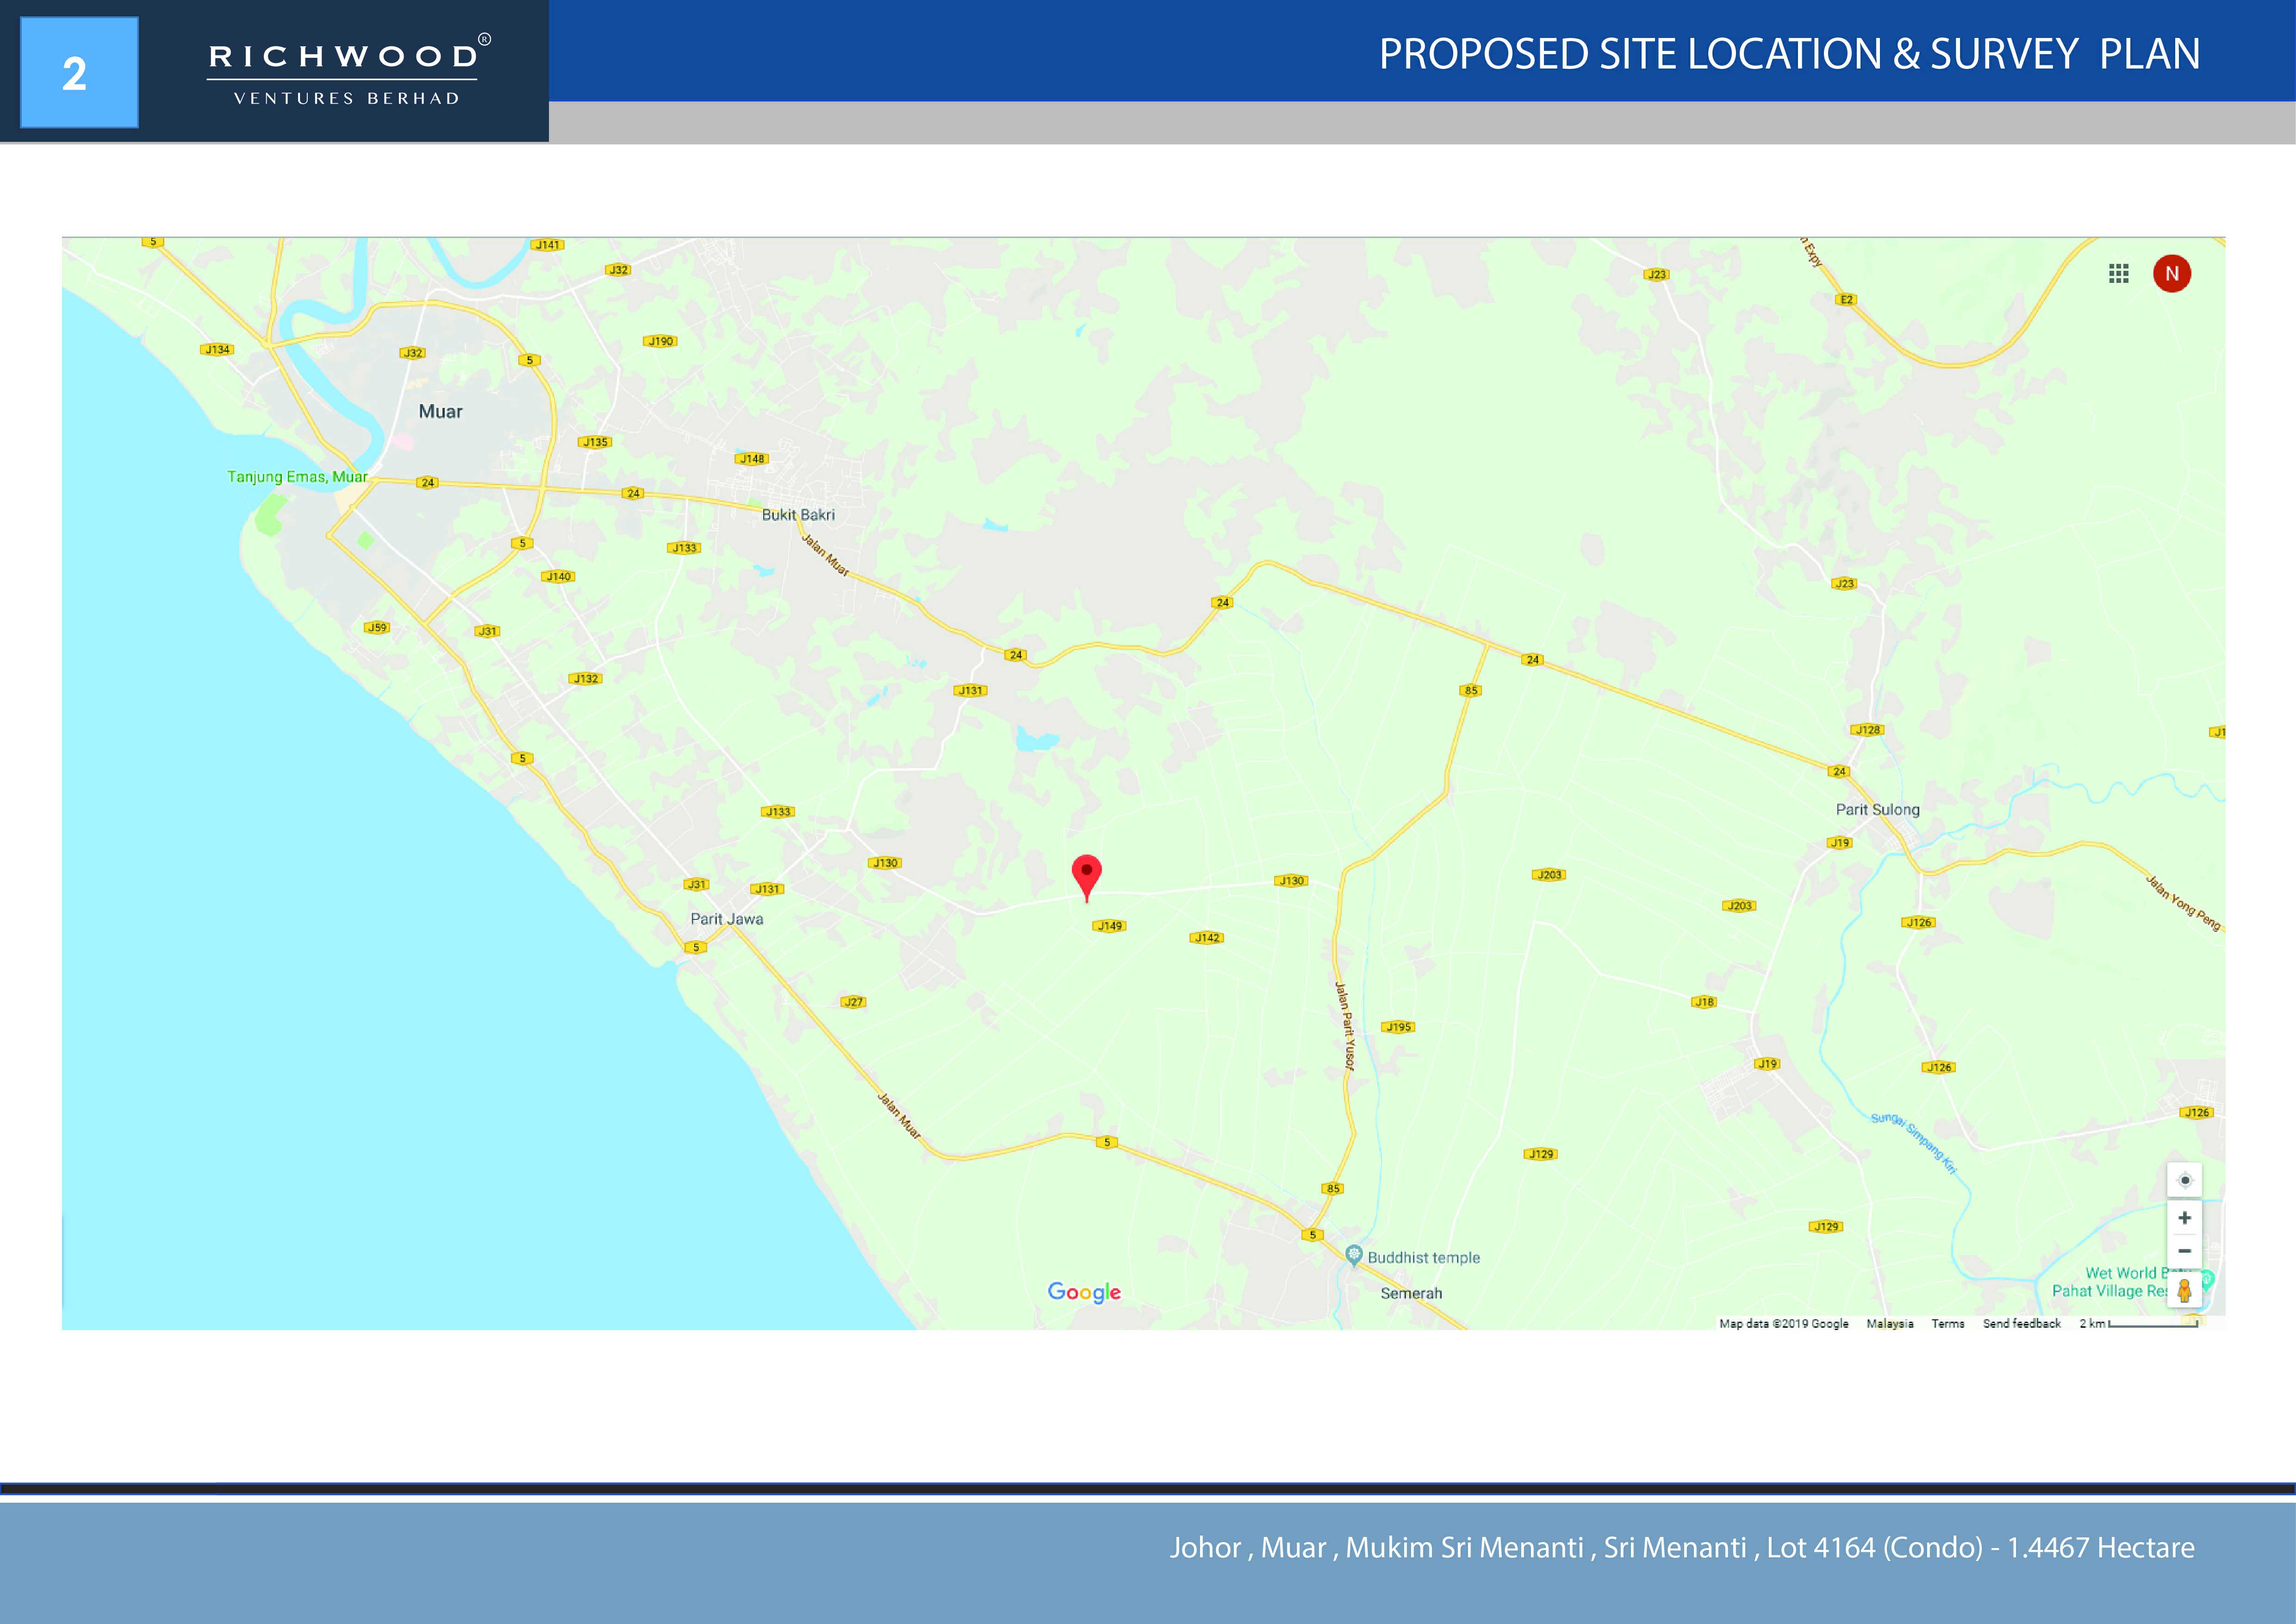 2
RICHWOOD®
VENTURES BERHAD
PROPOSED SITE LOCATION & SURVEY PLAN
5
J141
J32
J23
E2
N
J134
J32
5
J190
Muar
J135
J148
Tanjung Emas, Muar
24
24
Bukit Bakri
Jalan Muar
5
J133
J140
J23
24
J59
J31
24
24
J132
J131
85
J128
5
24
J133
Parit Sulong
J19
J130
J130
J203
J31
J131
J203
Jalan Yong Peng
Parit Jawa
J149
J142
J126
5
J27
J18
Jalan Parit Yusof
J195
J19
J126
Jalan Muar
J126
Sungai Simpang Kiri
5
J129
85
J129
5
Buddhist temple
Semerah
Google
Wet World
Pahat Village
Map data ©2019 Google Malaysia Terms Send feedback 2 km
Johor , Muar , Mukim Sri Menanti , Sri Menanti , Lot 4164 (Condo) - 1.4467 Hectare